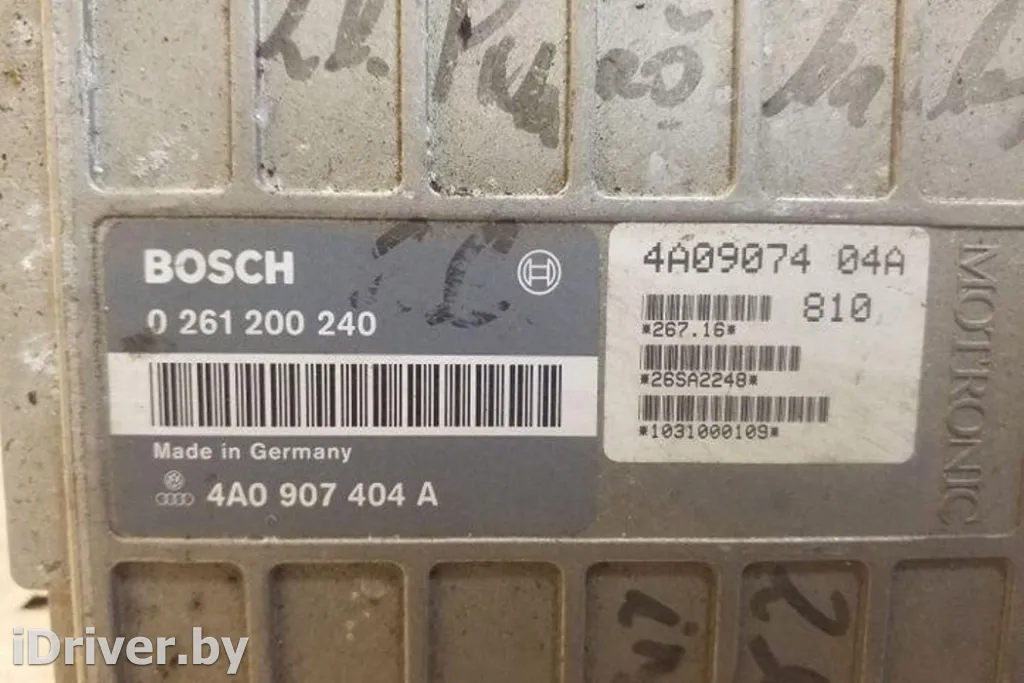 BOSCH
0 261 200 240
Made in Germany
4A0 907 404 A
4A09074 04A
810
*267.16*
*26SA2248*
*1031000109*
MOTRONIC
iDriver.by